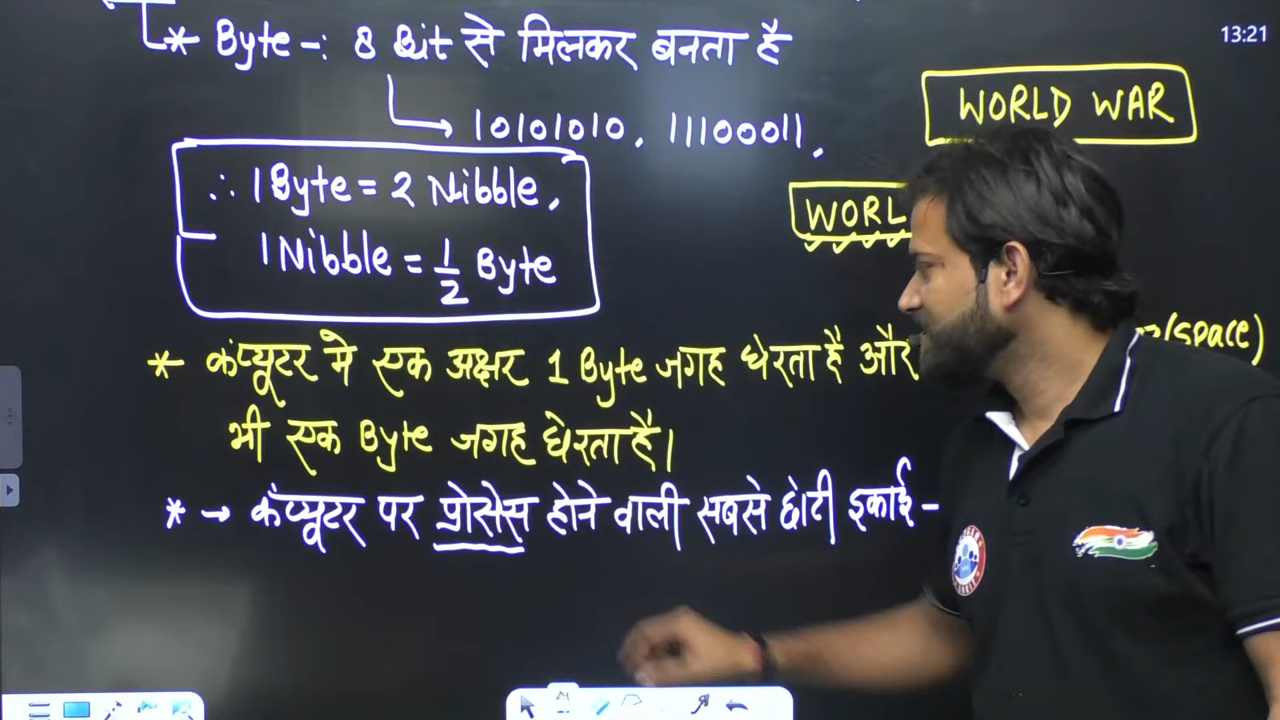 * Byte -: 8 Bit से मिलकर बनता है
13:21
WORLD WAR
→ 10101010, 11100011,
∴ 1 Byte = 2 Nibble,
WORL
1 Nibble = 1/2 Byte
* कंप्यूटर मे एक अक्षर 1 Byte जगह घेरता है और (space)
भी एक Byte जगह घेरता है।
* → कंप्यूटर पर प्रोसेस होने वाली सबसे छोटी इकाई -